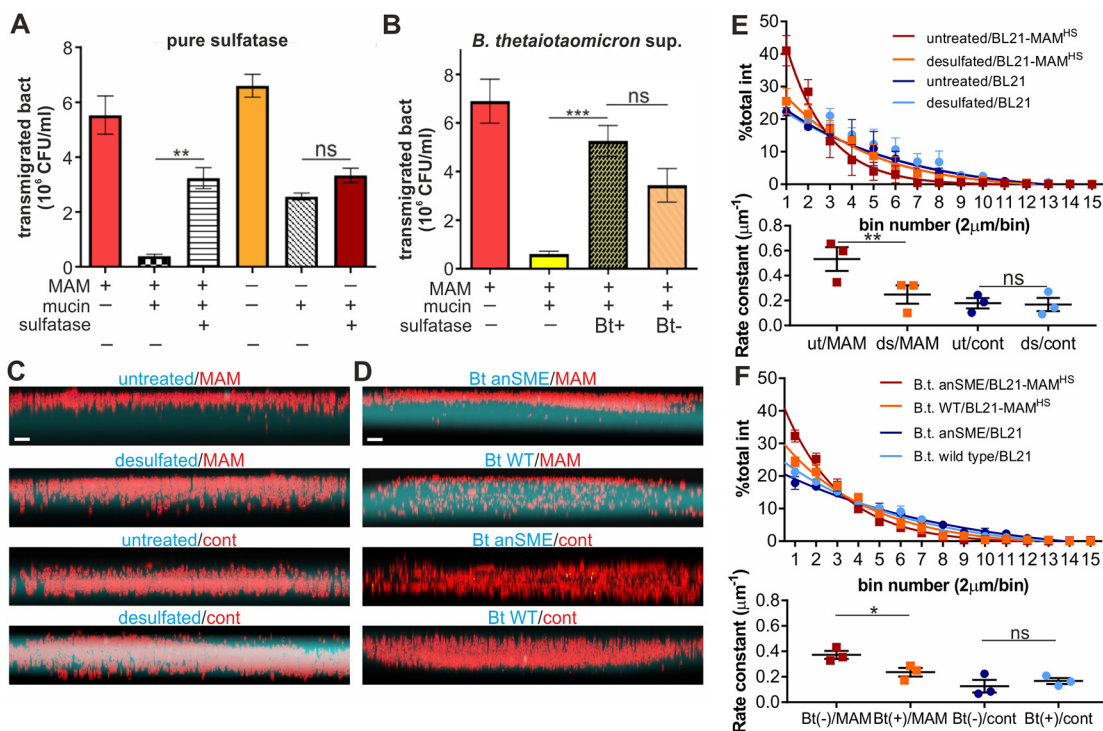 A
pure sulfatase
transmigrated bact
(10⁶ CFU/ml)
8
6
4
2
0
**
ns
MAM + + + – – –
mucin – + + – + +
sulfatase – – + – – +
B
B. thetaiotaomicron sup.
transmigrated bact
(10⁶ CFU/ml)
8
6
4
2
0
***
ns
MAM + + + +
mucin – + + +
sulfatase – – Bt+ Bt-
C
untreated/MAM
desulfated/MAM
untreated/cont
desulfated/cont
D
Bt anSME/MAM
Bt WT/MAM
Bt anSME/cont
Bt WT/cont
E
%total int
50
40
30
20
10
0
untreated/BL21-MAMᴴˢ
desulfated/BL21-MAMᴴˢ
untreated/BL21
desulfated/BL21
1 2 3 4 5 6 7 8 9 10 11 12 13 14 15
bin number (2μm/bin)
Rate constant (μm⁻¹)
0.8
0.6
0.4
0.2
0.0
**
ns
ut/MAM ds/MAM ut/cont ds/cont
F
%total int
50
40
30
20
10
0
B.t. anSME/BL21-MAMᴴˢ
B.t. WT/BL21-MAMᴴˢ
B.t. anSME/BL21
B.t. wild type/BL21
1 2 3 4 5 6 7 8 9 10 11 12 13 14 15
bin number (2μm/bin)
Rate constant (μm⁻¹)
0.8
0.6
0.4
0.2
0.0
*
ns
Bt(-)/MAM Bt(+)/MAM Bt(-)/cont Bt(+)/cont